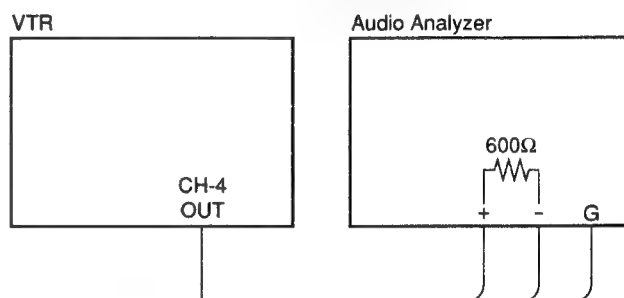 VTR
Audio Analyzer
600Ω
CH-4
OUT
+ - G